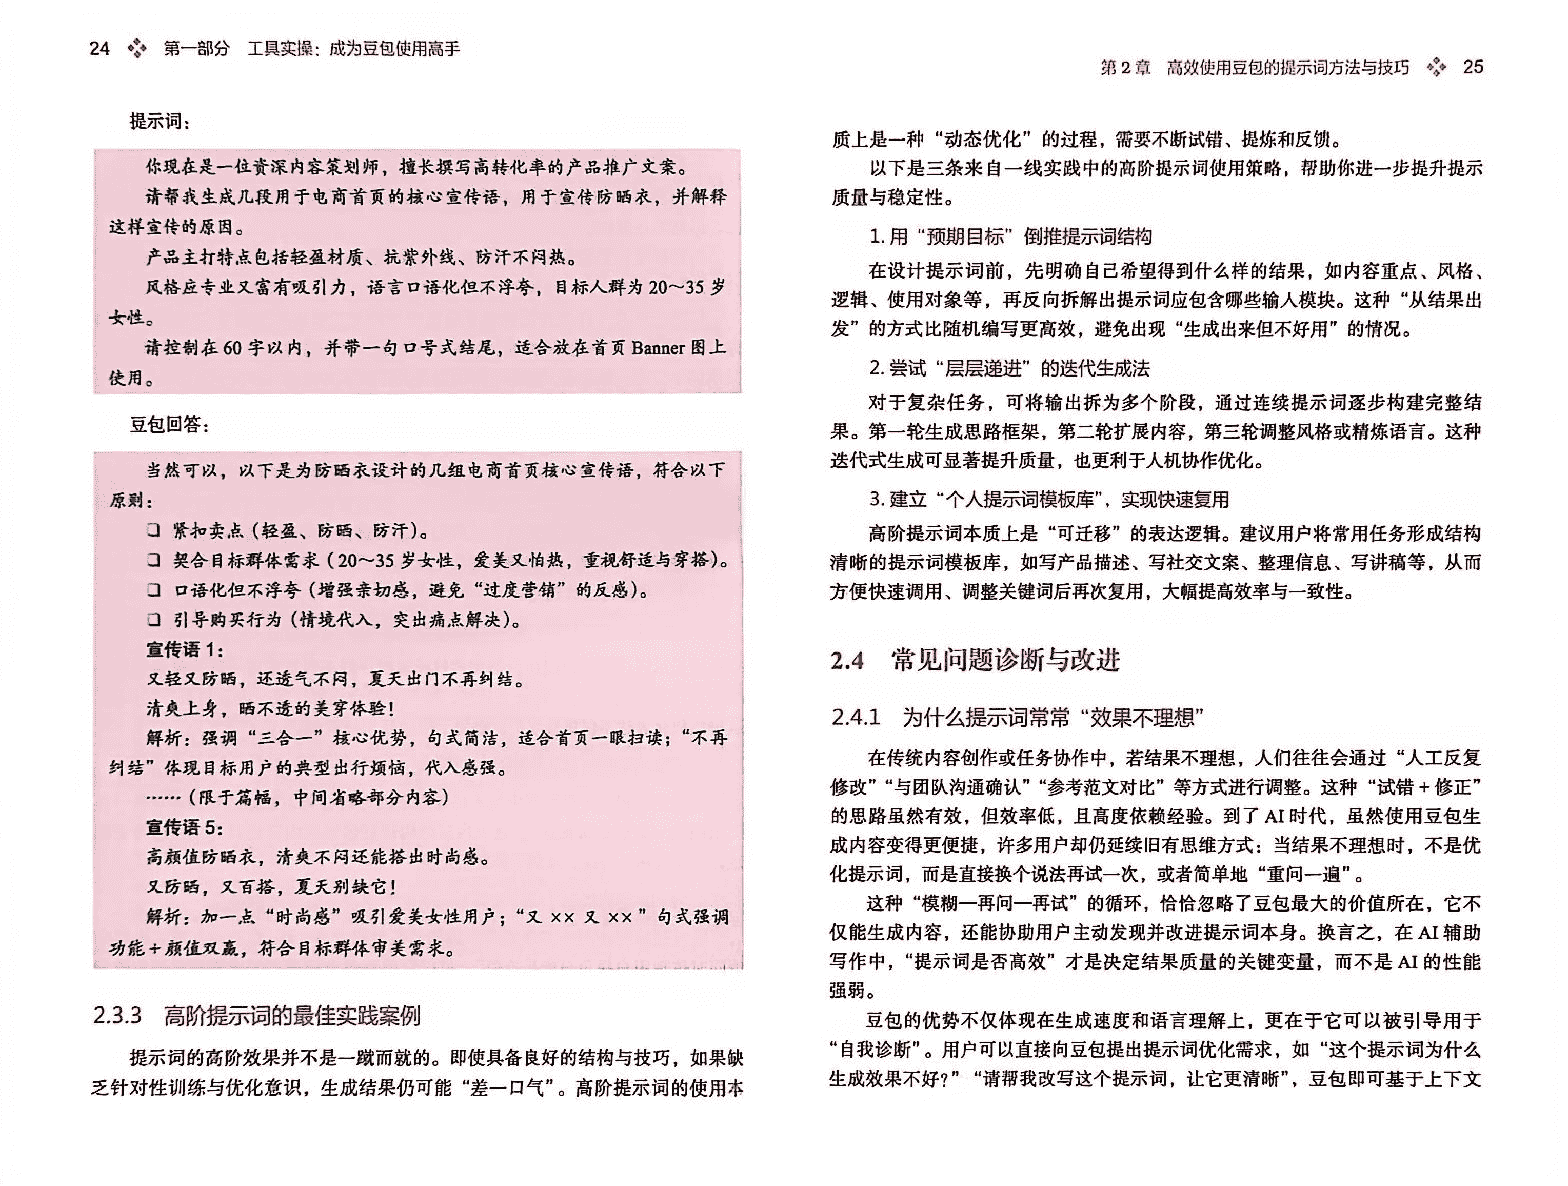 24 第一部分 工具实操：成为豆包使用高手
提示词：
你现在是一位资深内容策划师，擅长撰写高转化率的产品推广文案。
请帮我生成几段用于电商首页的核心宣传语，用于宣传防晒衣，并解释
这样宣传的原因。
产品主打特点包括轻盈材质、抗紫外线、防汗不闷热。
风格应专业又富有吸引力，语言口语化但不浮夸，目标人群为 20～35 岁
女性。
请控制在 60 字以内，并带一句口号式结尾，适合放在首页 Banner 图上
使用。
豆包回答：
当然可以，以下是为防晒衣设计的几组电商首页核心宣传语，符合以下
原则：
❏ 紧扣卖点（轻盈、防晒、防汗）。
❏ 契合目标群体需求（20～35 岁女性，爱美又怕热，重视舒适与穿搭）。
❏ 口语化但不浮夸（增强亲切感，避免“过度营销”的反感）。
❏ 引导购买行为（情境代入，突出痛点解决）。
宣传语 1：
又轻又防晒，还透气不闷，夏天出门不再纠结。
清爽上身，晒不透的美穿体验！
解析：强调“三合一”核心优势，句式简洁，适合首页一眼扫读；“不再
纠结”体现目标用户的典型出行烦恼，代入感强。
……（限于篇幅，中间省略部分内容）
宣传语 5：
高颜值防晒衣，清爽不闷还能搭出时尚感。
又防晒，又百搭，夏天别缺它！
解析：加一点“时尚感”吸引爱美女性用户；“又 ×× 又 ××”句式强调
功能＋颜值双赢，符合目标群体审美需求。
2.3.3 高阶提示词的最佳实践案例
提示词的高阶效果并不是一蹴而就的。即使具备良好的结构与技巧，如果缺
乏针对性训练与优化意识，生成结果仍可能“差一口气”。高阶提示词的使用本
第 2 章 高效使用豆包的提示词方法与技巧 25
质上是一种“动态优化”的过程，需要不断试错、提炼和反馈。
以下是三条来自一线实践中的高阶提示词使用策略，帮助你进一步提升提示
质量与稳定性。
1. 用“预期目标”倒推提示词结构
在设计提示词前，先明确自己希望得到什么样的结果，如内容重点、风格、
逻辑、使用对象等，再反向拆解出提示词应包含哪些输入模块。这种“从结果出
发”的方式比随机编写更高效，避免出现“生成出来但不好用”的情况。
2. 尝试“层层递进”的迭代生成法
对于复杂任务，可将输出拆为多个阶段，通过连续提示词逐步构建完整结
果。第一轮生成思路框架，第二轮扩展内容，第三轮调整风格或精炼语言。这种
迭代式生成可显著提升质量，也更利于人机协作优化。
3. 建立“个人提示词模板库”，实现快速复用
高阶提示词本质上是“可迁移”的表达逻辑。建议用户将常用任务形成结构
清晰的提示词模板库，如写产品描述、写社交文案、整理信息、写讲稿等，从而
方便快速调用、调整关键词后再次复用，大幅提高效率与一致性。
2.4 常见问题诊断与改进
2.4.1 为什么提示词常常“效果不理想”
在传统内容创作或任务协作中，若结果不理想，人们往往会通过“人工反复
修改”“与团队沟通确认”“参考范文对比”等方式进行调整。这种“试错 + 修正”
的思路虽然有效，但效率低，且高度依赖经验。到了 AI 时代，虽然使用豆包生
成内容变得更便捷，许多用户却仍延续旧有思维方式：当结果不理想时，不是优
化提示词，而是直接换个说法再试一次，或者简单地“重问一遍”。
这种“模糊—再问—再试”的循环，恰恰忽略了豆包最大的价值所在，它不
仅能生成内容，还能协助用户主动发现并改进提示词本身。换言之，在 AI 辅助
写作中，“提示词是否高效”才是决定结果质量的关键变量，而不是 AI 的性能
强弱。
豆包的优势不仅体现在生成速度和语言理解上，更在于它可以被引导用于
“自我诊断”。用户可以直接向豆包提出提示词优化需求，如“这个提示词为什么
生成效果不好？”“请帮我改写这个提示词，让它更清晰”，豆包即可基于上下文